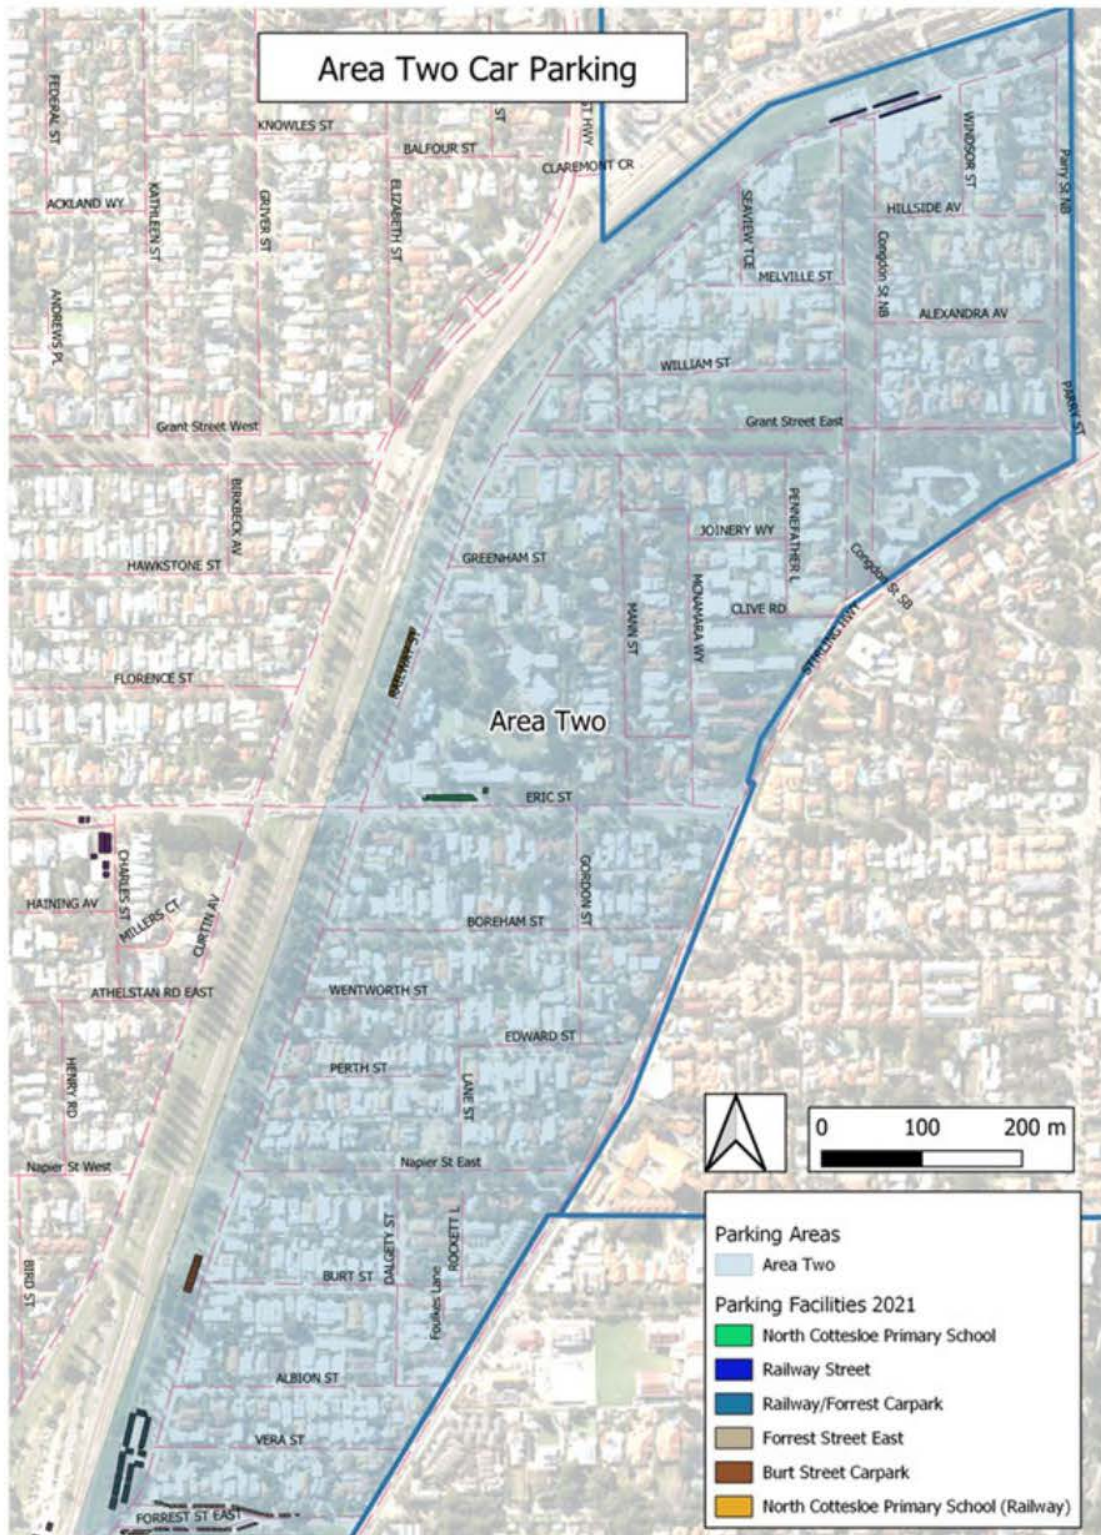 Area Two Car Parking
FEDERAL ST
KNOWLES ST
ST
ST HWY
BALFOUR ST
CLAREMONT CR
ACKLAND WY
KATHLEEN ST
GRIVER ST
ELIZABETH ST
ANDREWS PL
WINDSOR ST
Parry St NB
HILLSIDE AV
SEAVIEW TCE
MELVILLE ST
Congdon St NB
ALEXANDRA AV
WILLIAM ST
PARRY ST
Grant Street West
Grant Street East
BIRKBECK AV
HAWKSTONE ST
GREENHAM ST
JOINERY WY
PENNEFATHER L
Congdon St SB
CLIVE RD
MANN ST
MCNAMARA WY
STIRLING HWY
RAILWAY ST
FLORENCE ST
Area Two
ERIC ST
CHARLES ST
HAINING AV
MILLERS CT
CURTIN AV
GORDON ST
BOREHAM ST
ATHELSTAN RD EAST
WENTWORTH ST
EDWARD ST
HENRY RD
PERTH ST
LANE ST
Napier St West
Napier St East
0 100 200 m
BIRD ST
BURT ST
DALGETY ST
Foulkes Lane
ROCKETT L
ALBION ST
VERA ST
FORREST ST EAST
Parking Areas
Area Two
Parking Facilities 2021
North Cottesloe Primary School
Railway Street
Railway/Forrest Carpark
Forrest Street East
Burt Street Carpark
North Cottesloe Primary School (Railway)